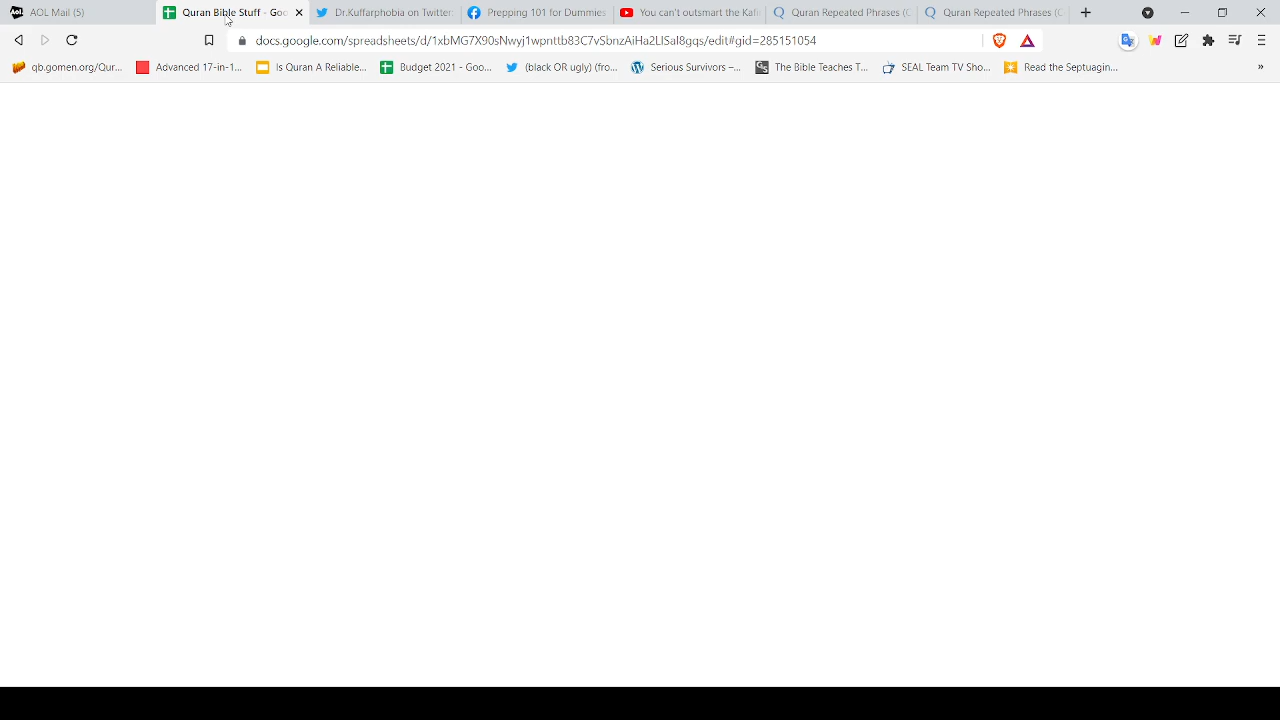 AOL Mail (5) Quran Bible Stuff - Goo Dr.Kuffarphobia on Twitter: Prepping 101 for Dummies You can't outsmart the Kafi Quran Repeated Phrases (C Quran Repeated Phrases (C
docs.google.com/spreadsheets/d/1xbMG7X90sNwyj1wpnttb83C7vSbnzAiHa2LlSaI8gqs/edit#gid=285151054
qb.gomen.org/Qur... Advanced 17-in-1... Is Quran A Reliable... Budget 2021 - Goo... (black OR ugly) (fro... Serious Survivors –... The Bible Teaches T... SEAL Team TV Sho... Read the Septuagin... »